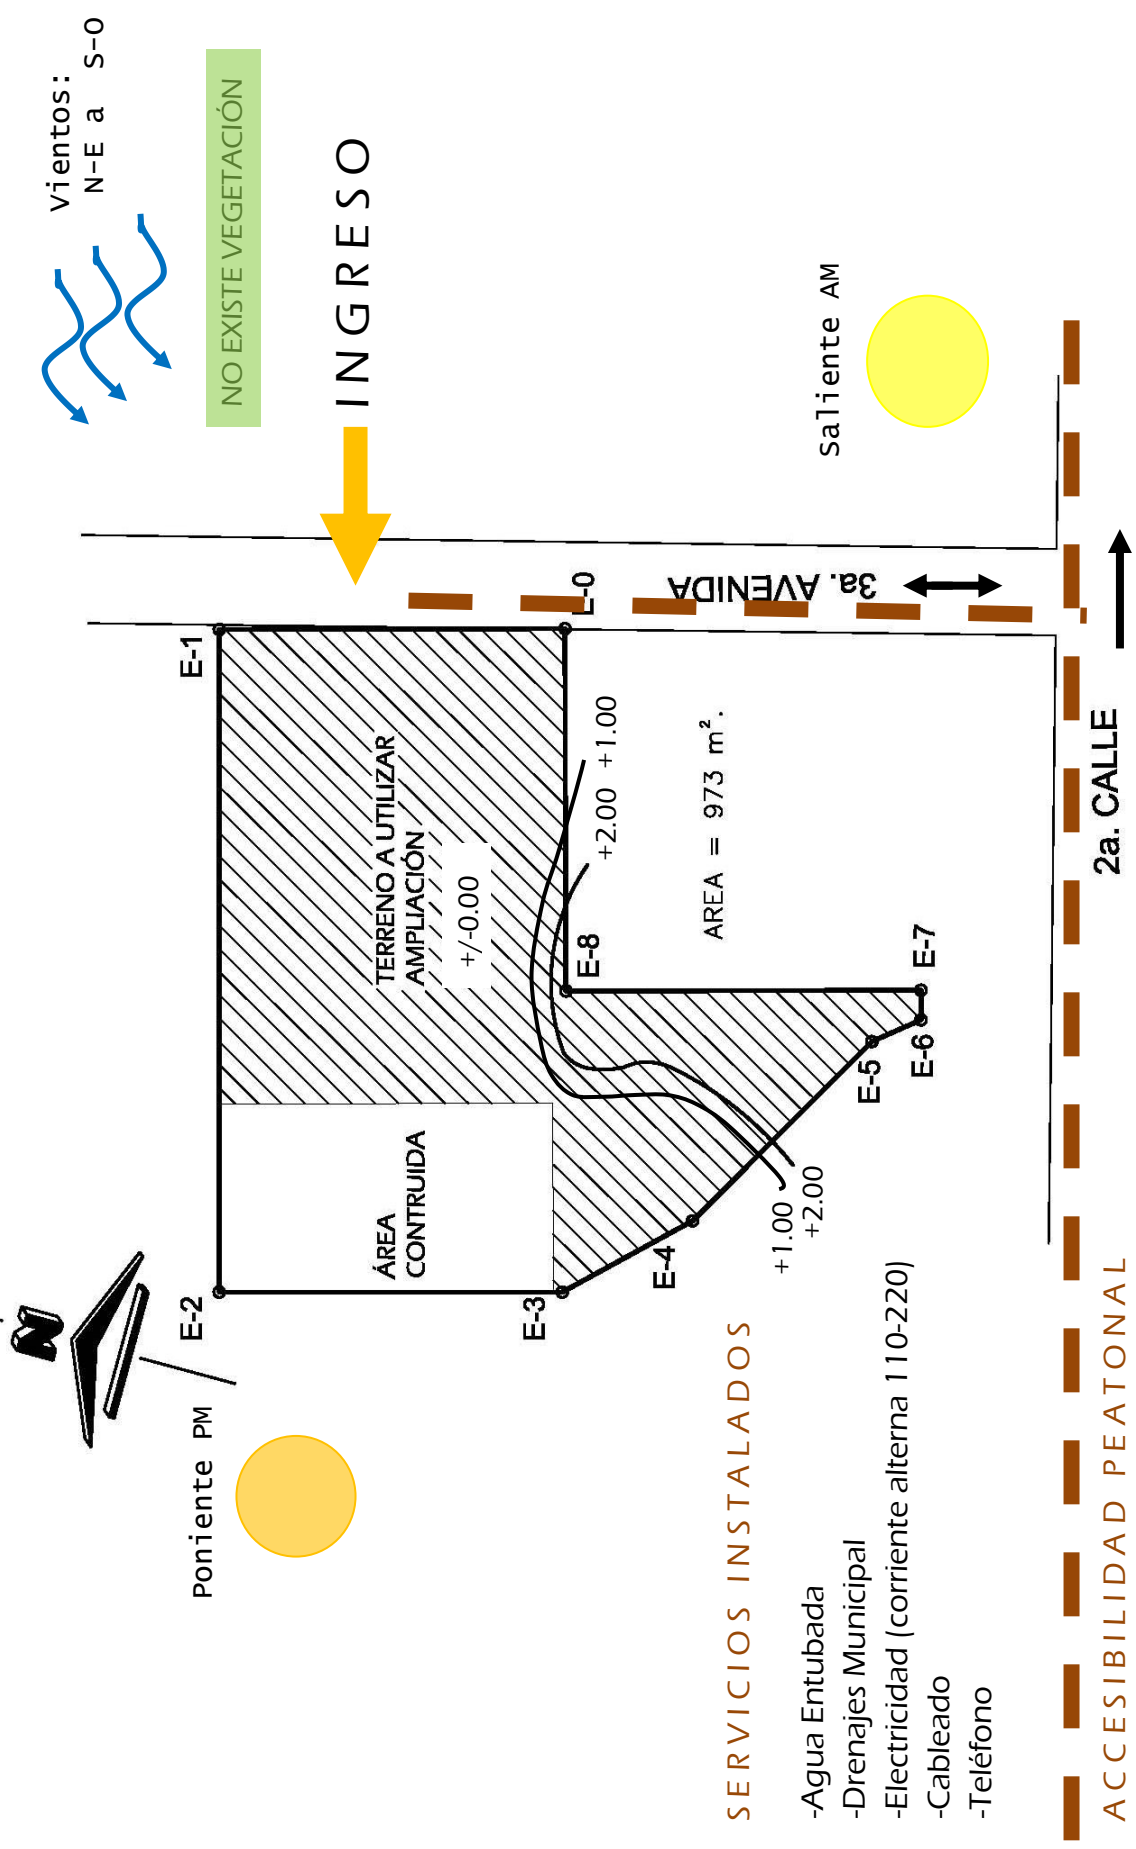 N
Vientos:
N-E a S-O
NO EXISTE VEGETACIÓN
INGRESO
Poniente PM
E-2
E-1
ÁREA
CONTRUIDA
TERRENO A UTILIZAR
AMPLIACIÓN
+/-0.00
E-3
E-8
E-0
+2.00 +1.00
E-4
3a. AVENIDA
AREA = 973 m².
+1.00
+2.00
E-5
E-6
E-7
Saliente AM
SERVICIOS INSTALADOS
-Agua Entubada
-Drenajes Municipal
-Electricidad (corriente alterna 110-220)
-Cableado
-Teléfono
2a. CALLE
ACCESIBILIDAD PEATONAL